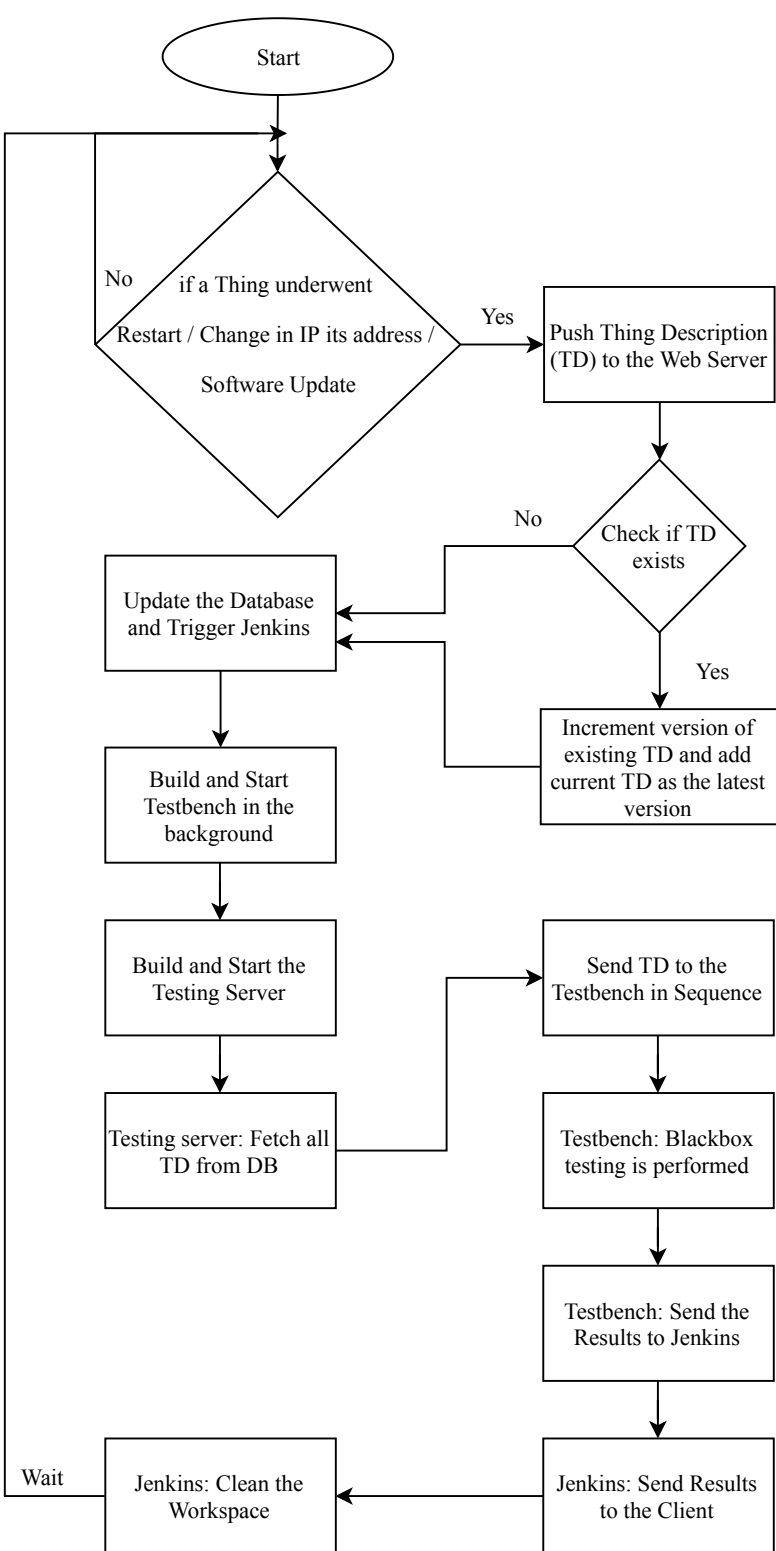 Start
No
if a Thing underwent
Restart / Change in IP its address /
Software Update
Yes
Push Thing Description
(TD) to the Web Server
No
Check if TD
exists
Yes
Update the Database
and Trigger Jenkins
Increment version of
existing TD and add
current TD as the latest
version
Build and Start
Testbench in the
background
Build and Start the
Testing Server
Send TD to the
Testbench in Sequence
Testing server: Fetch all
TD from DB
Testbench: Blackbox
testing is performed
Testbench: Send the
Results to Jenkins
Wait
Jenkins: Clean the
Workspace
Jenkins: Send Results
to the Client